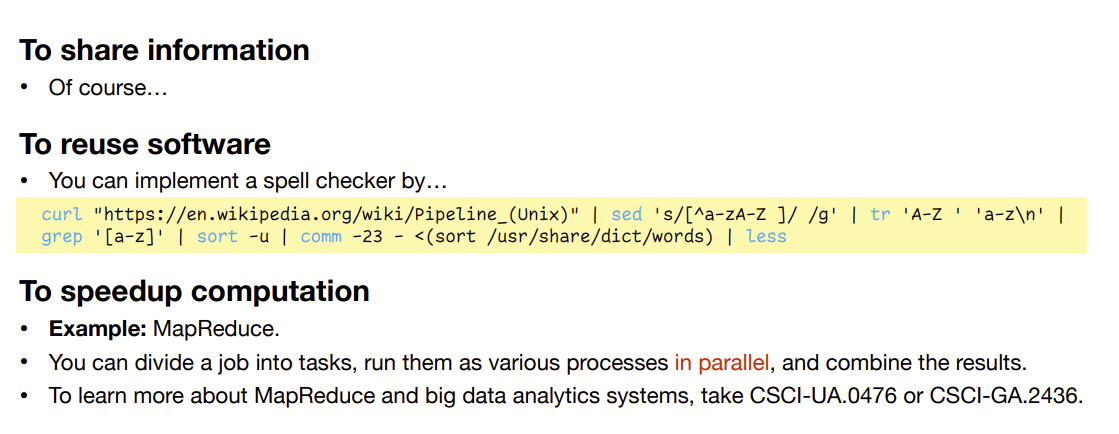 To share information
• Of course…
To reuse software
• You can implement a spell checker by…
curl "https://en.wikipedia.org/wiki/Pipeline_(Unix)" | sed 's/[^a-zA-Z ]/ /g' | tr 'A-Z ' 'a-z\n' |
grep '[a-z]' | sort -u | comm -23 - <(sort /usr/share/dict/words) | less
To speedup computation
• Example: MapReduce.
• You can divide a job into tasks, run them as various processes in parallel, and combine the results.
• To learn more about MapReduce and big data analytics systems, take CSCI-UA.0476 or CSCI-GA.2436.